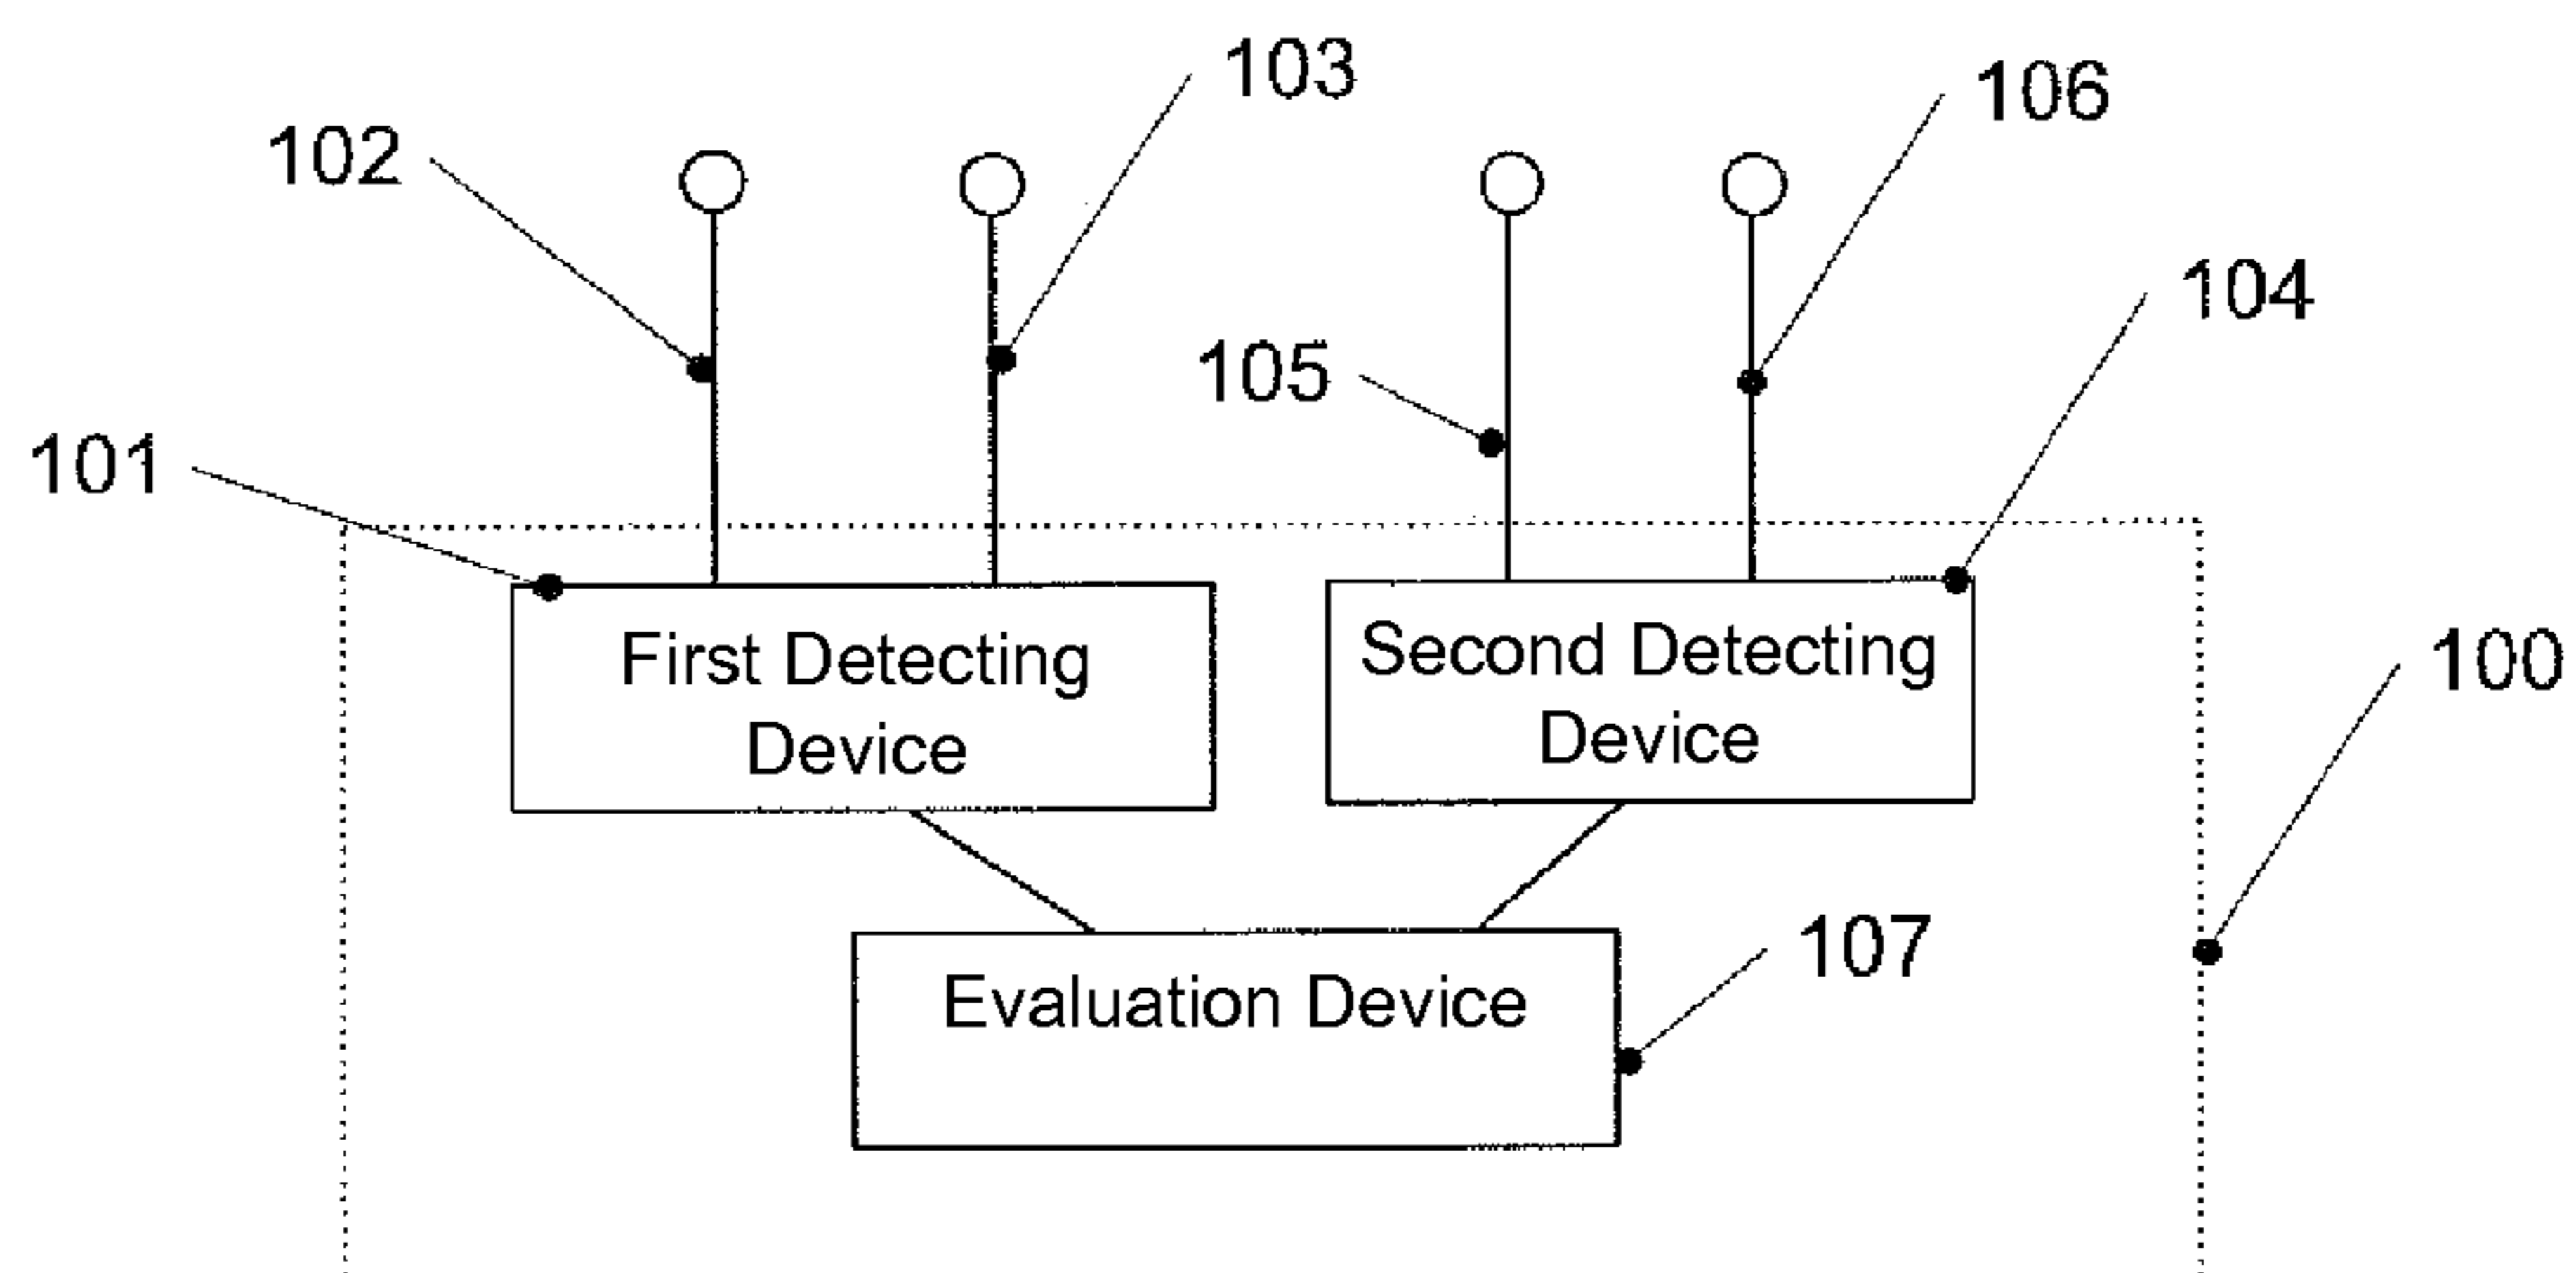 103
106
102
104
105
101
First Detecting
Device
Second Detecting
Device
100
107
Evaluation Device